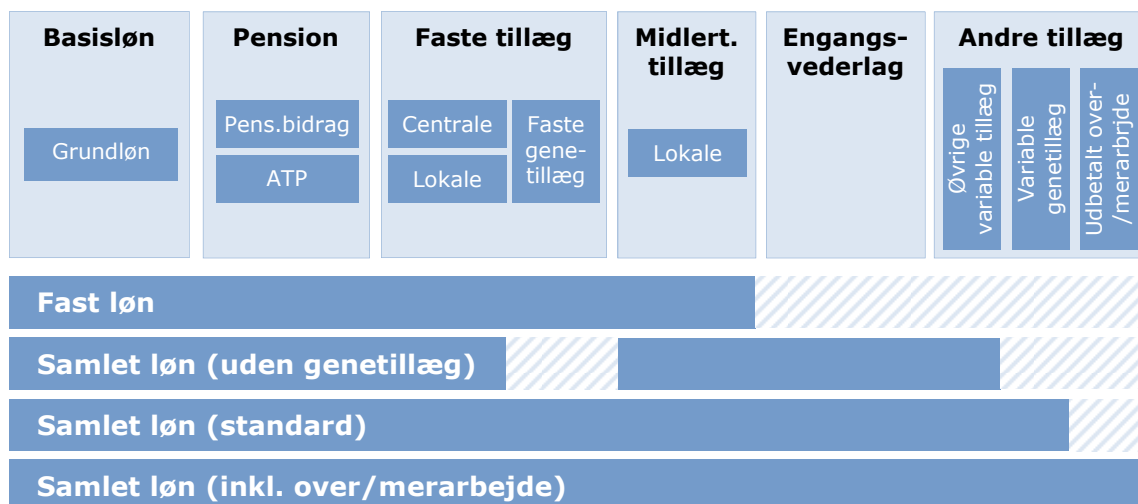 Basisløn
Grundløn
Pension
Pens.bidrag
ATP
Faste tillæg
Centrale
Lokale
Faste
gene-
tillæg
Midlert.
tillæg
Lokale
Engangs-
vederlag
Andre tillæg
Øvrige
variable tillæg
Variable
genetillæg
Udbetalt over-
/merarbrjde
Fast løn
Samlet løn (uden genetillæg)
Samlet løn (standard)
Samlet løn (inkl. over/merarbejde)